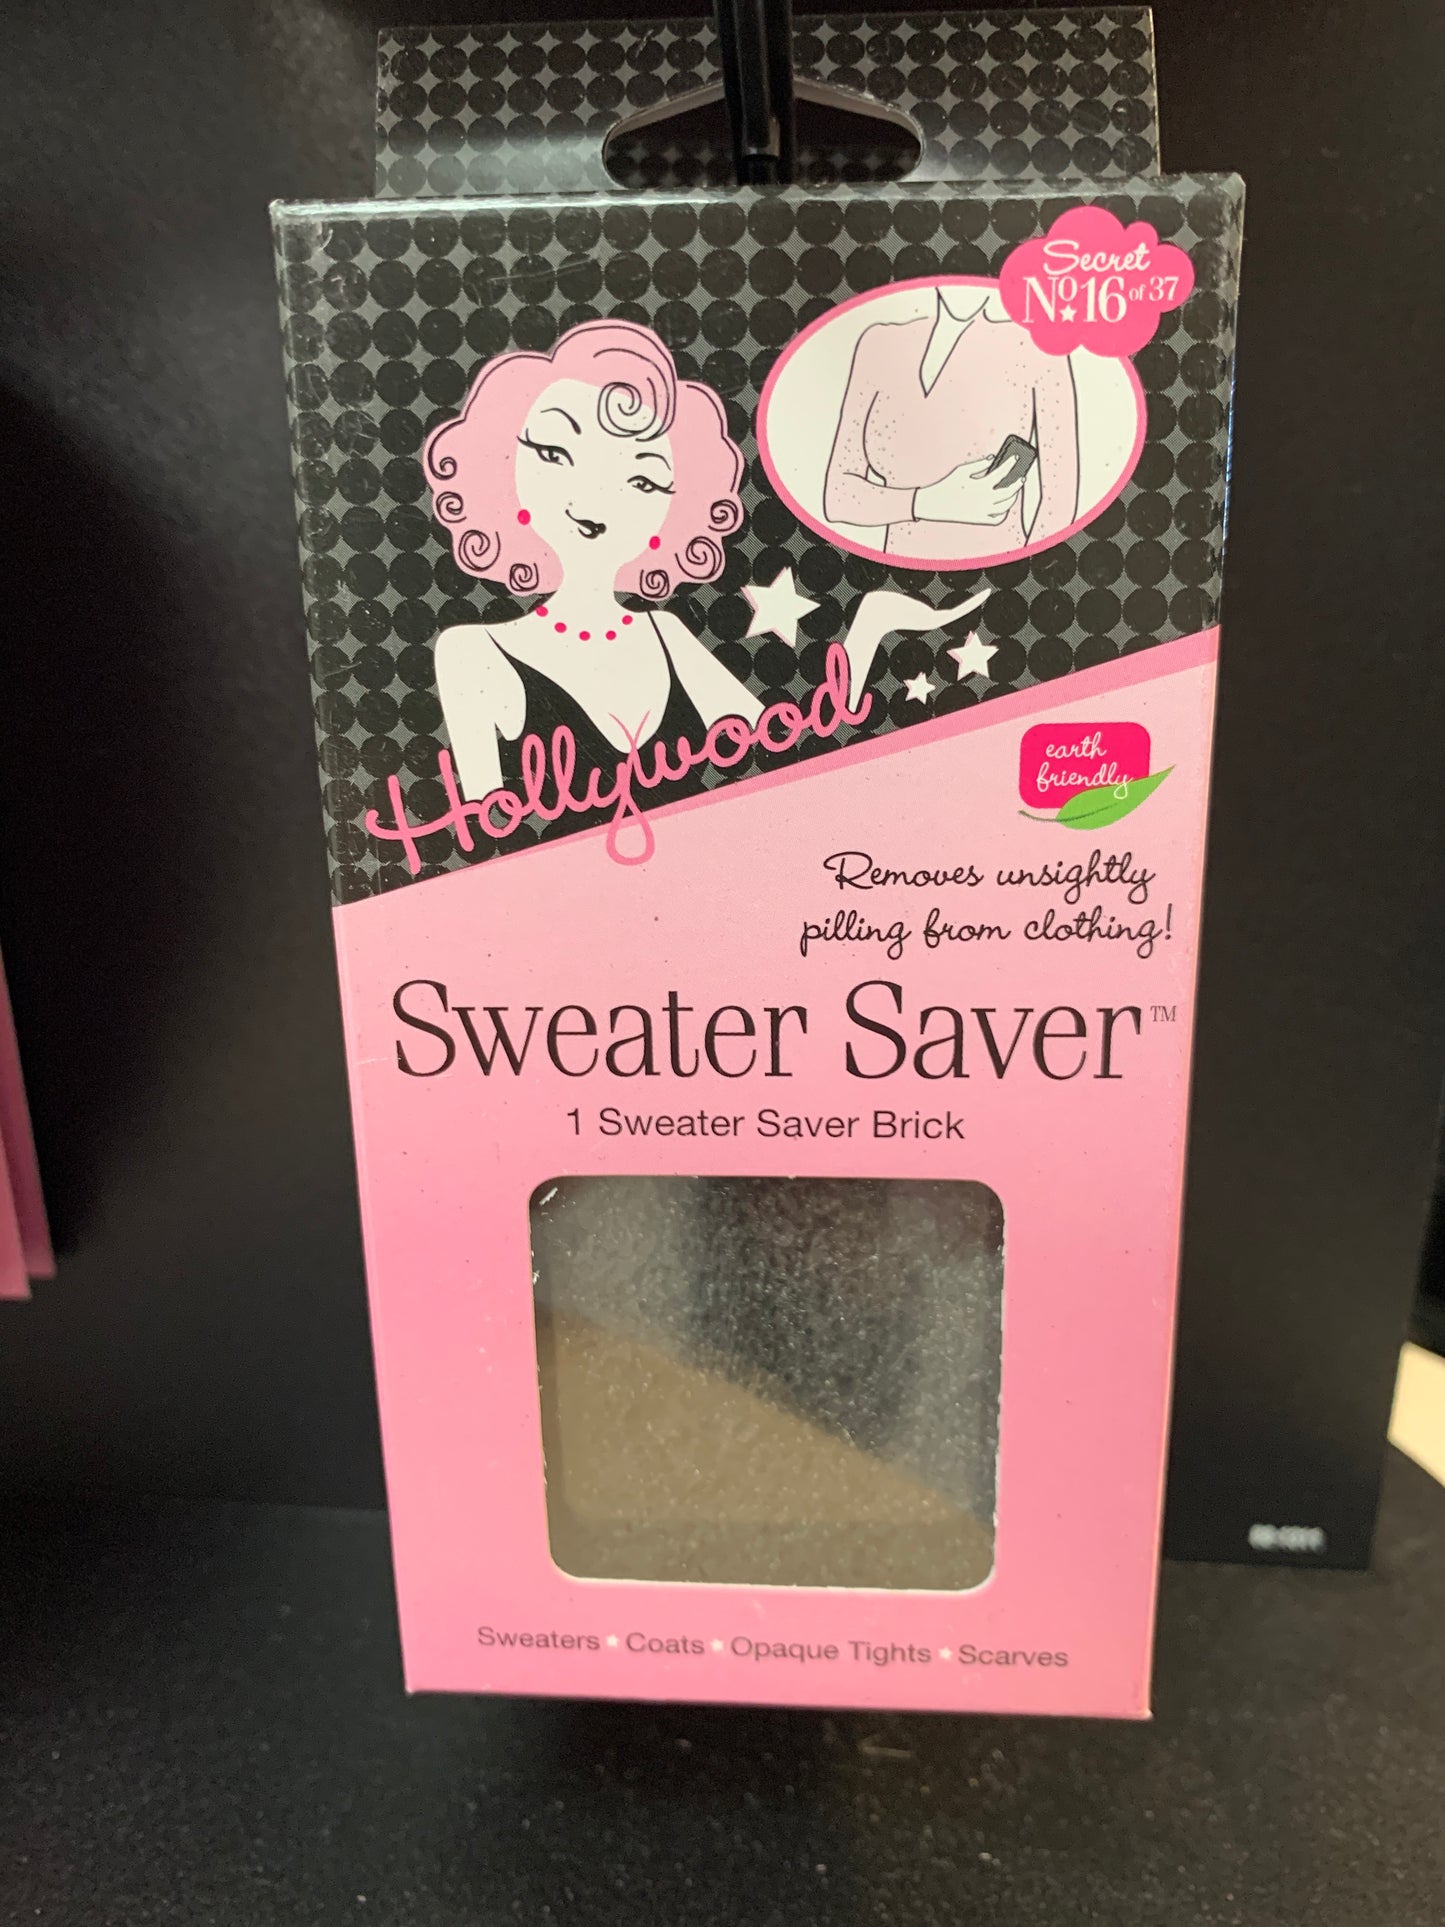 Secret
No16 of 37
Hollywood
earth
friendly
Removes unsightly
pilling from clothing!
Sweater Saver™
1 Sweater Saver Brick
Sweaters ★ Coats ★ Opaque Tights ★ Scarves